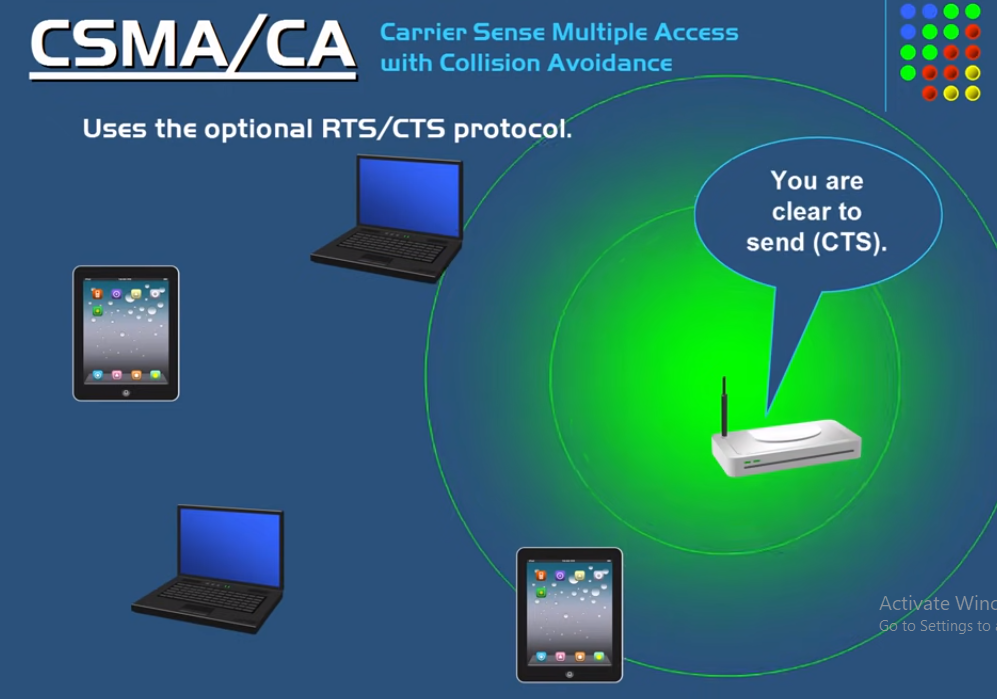 CSMA/CA
Carrier Sense Multiple Access
with Collision Avoidance
Uses the optional RTS/CTS protocol.
You are
clear to
send (CTS).
Activate Wind
Go to Settings to